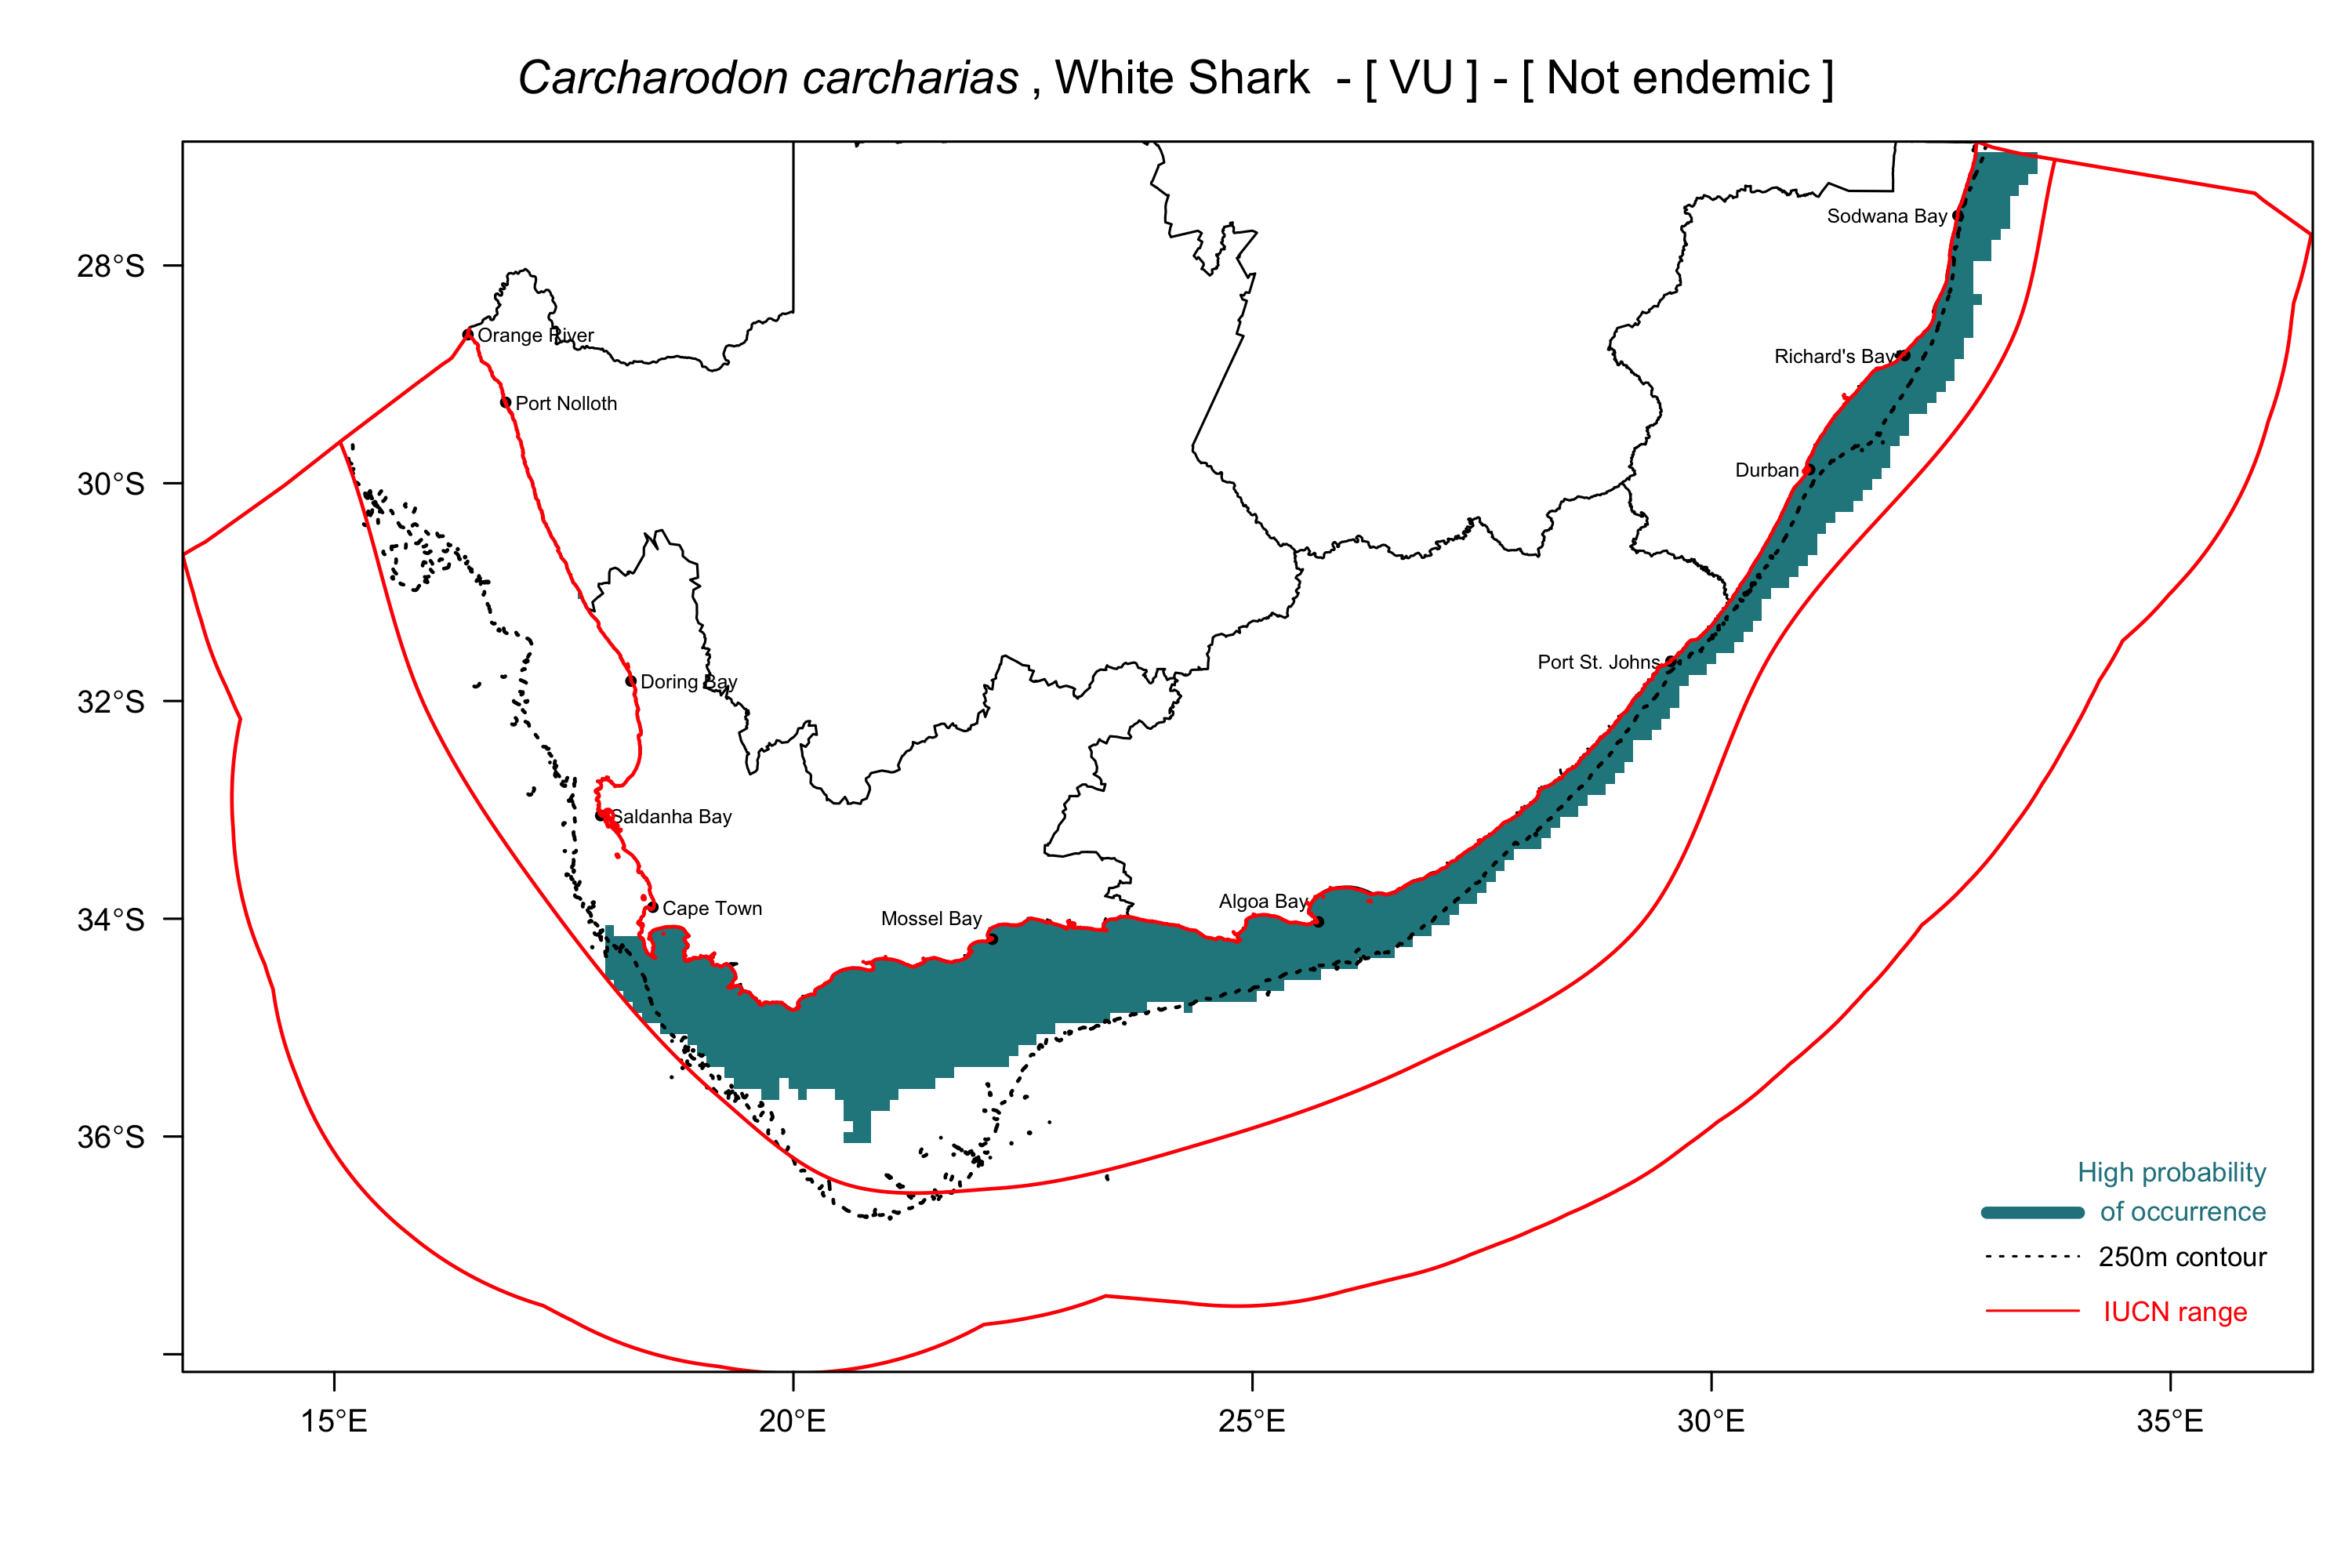 Carcharodon carcharias , White Shark - [ VU ] - [ Not endemic ]
28°S
30°S
32°S
34°S
36°S
Sodwana Bay
Orange River
Richard's Bay
Port Nolloth
Durban
Port St. Johns
Doring Bay
Saldanha Bay
Algoa Bay
Cape Town
Mossel Bay
High probability
of occurrence
250m contour
IUCN range
15°E
20°E
25°E
30°E
35°E